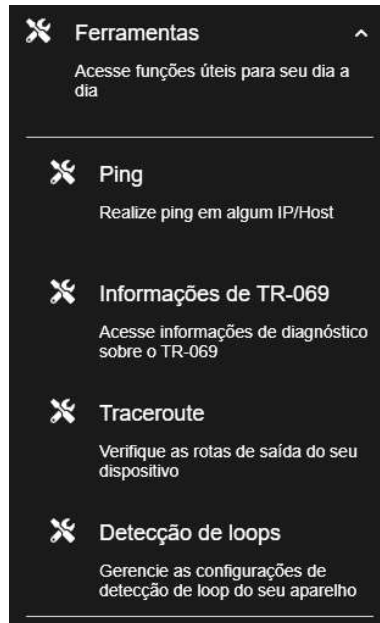 Ferramentas
Acesse funções úteis para seu dia a
dia
Ping
Realize ping em algum IP/Host
Informações de TR-069
Acesse informações de diagnóstico
sobre o TR-069
Traceroute
Verifique as rotas de saída do seu
dispositivo
Detecção de loops
Gerencie as configurações de
detecção de loop do seu aparelho